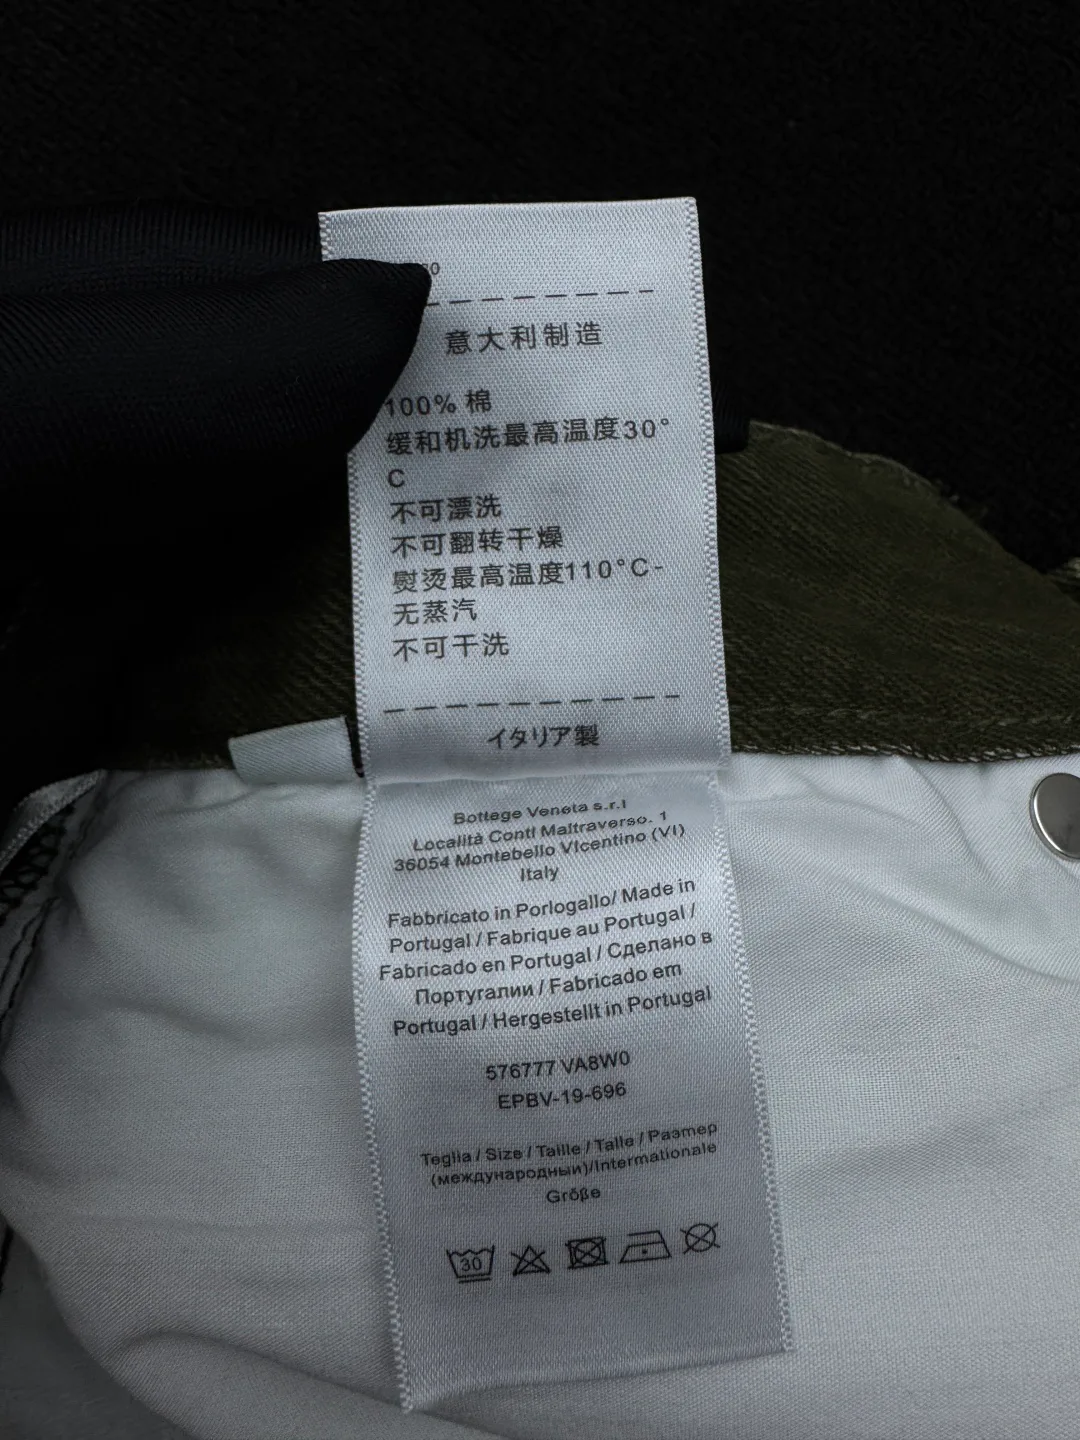 意大利制造
100% 棉
缓和机洗最高温度30°
C
不可漂洗
不可翻转干燥
熨烫最高温度110°C-
无蒸汽
不可干洗
イタリア製
Bottege Veneta s.r.l
Località Conti Maltraverso. 1
36054 Montebello VIcentino (VI)
Italy
Fabbricato in Porlogallo/ Made in
Portugal / Fabrique au Portugal /
Fabricado en Portugal / Сделано в
Португалии / Fabricado em
Portugal / Hergestellt in Portugal
576777 VA8W0
EPBV-19-696
Teglia / Size / Taille / Talle / Размер
(международный)/Internationale
Größe
30